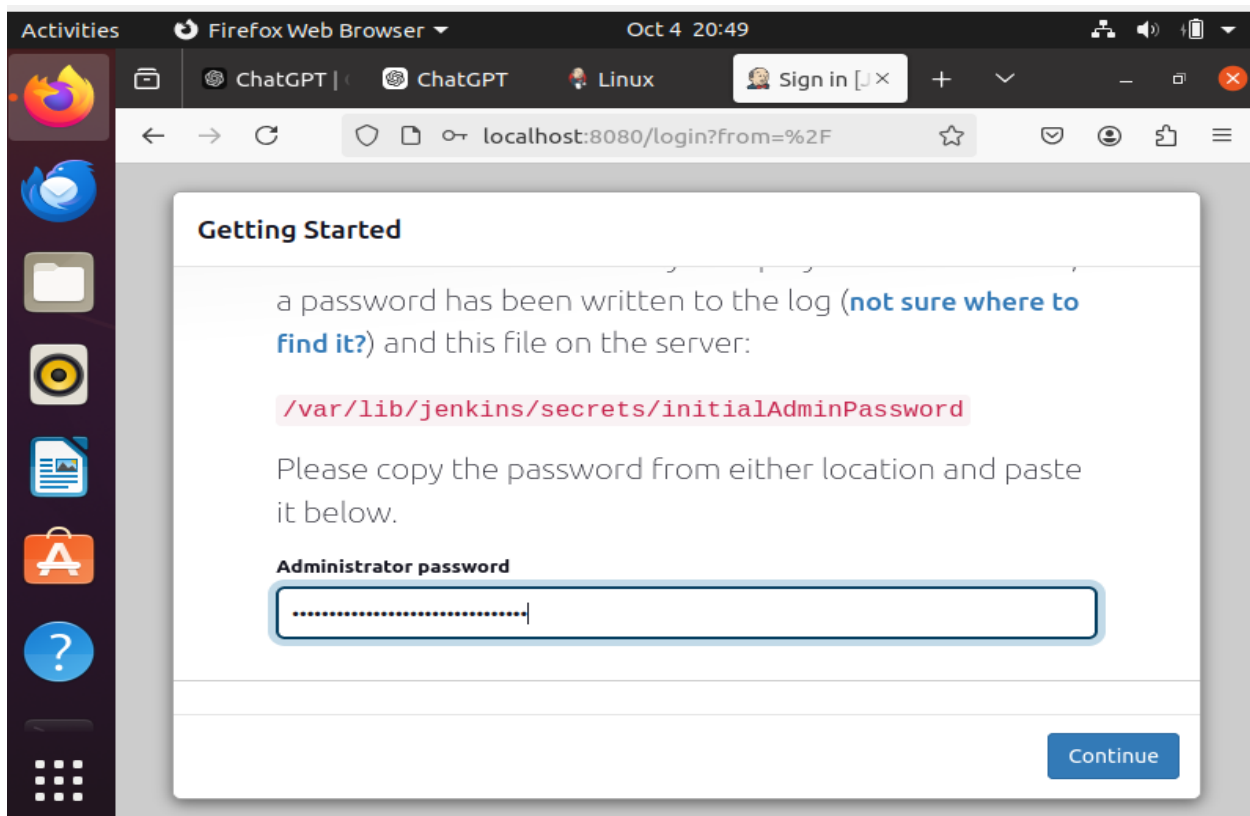 Activities
Firefox Web Browser
Oct 4 20:49
ChatGPT |
ChatGPT
Linux
Sign in [J
localhost:8080/login?from=%2F
Getting Started
a password has been written to the log (not sure where to
find it?) and this file on the server:
/var/lib/jenkins/secrets/initialAdminPassword
Please copy the password from either location and paste
it below.
Administrator password
Continue